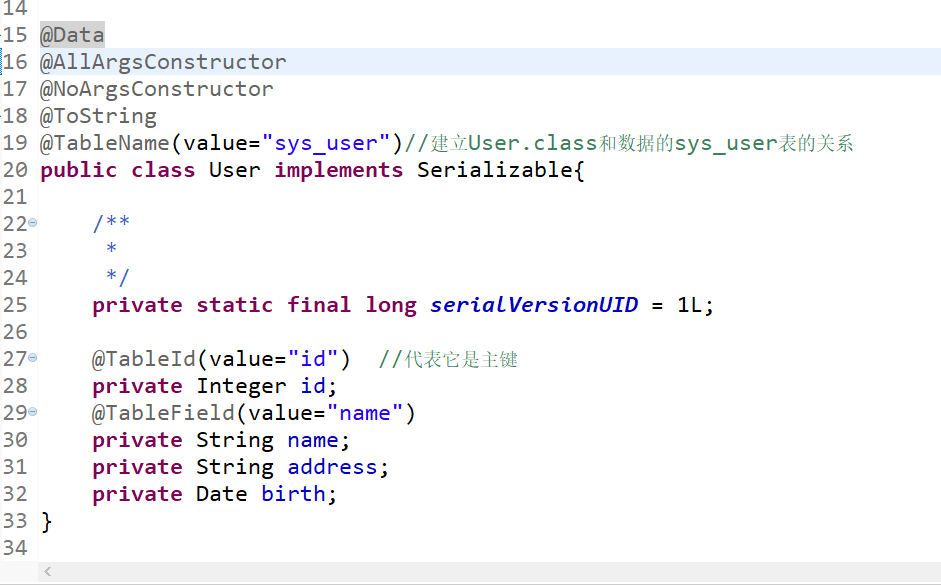 14
15 @Data
16 @AllArgsConstructor
17 @NoArgsConstructor
18 @ToString
19 @TableName(value="sys_user")//建立User.class和数据的sys_user表的关系
20 public class User implements Serializable{
21
22 /**
23 *
24 */
25 private static final long serialVersionUID = 1L;
26
27 @TableId(value="id") //代表它是主键
28 private Integer id;
29 @TableField(value="name")
30 private String name;
31 private String address;
32 private Date birth;
33 }
34